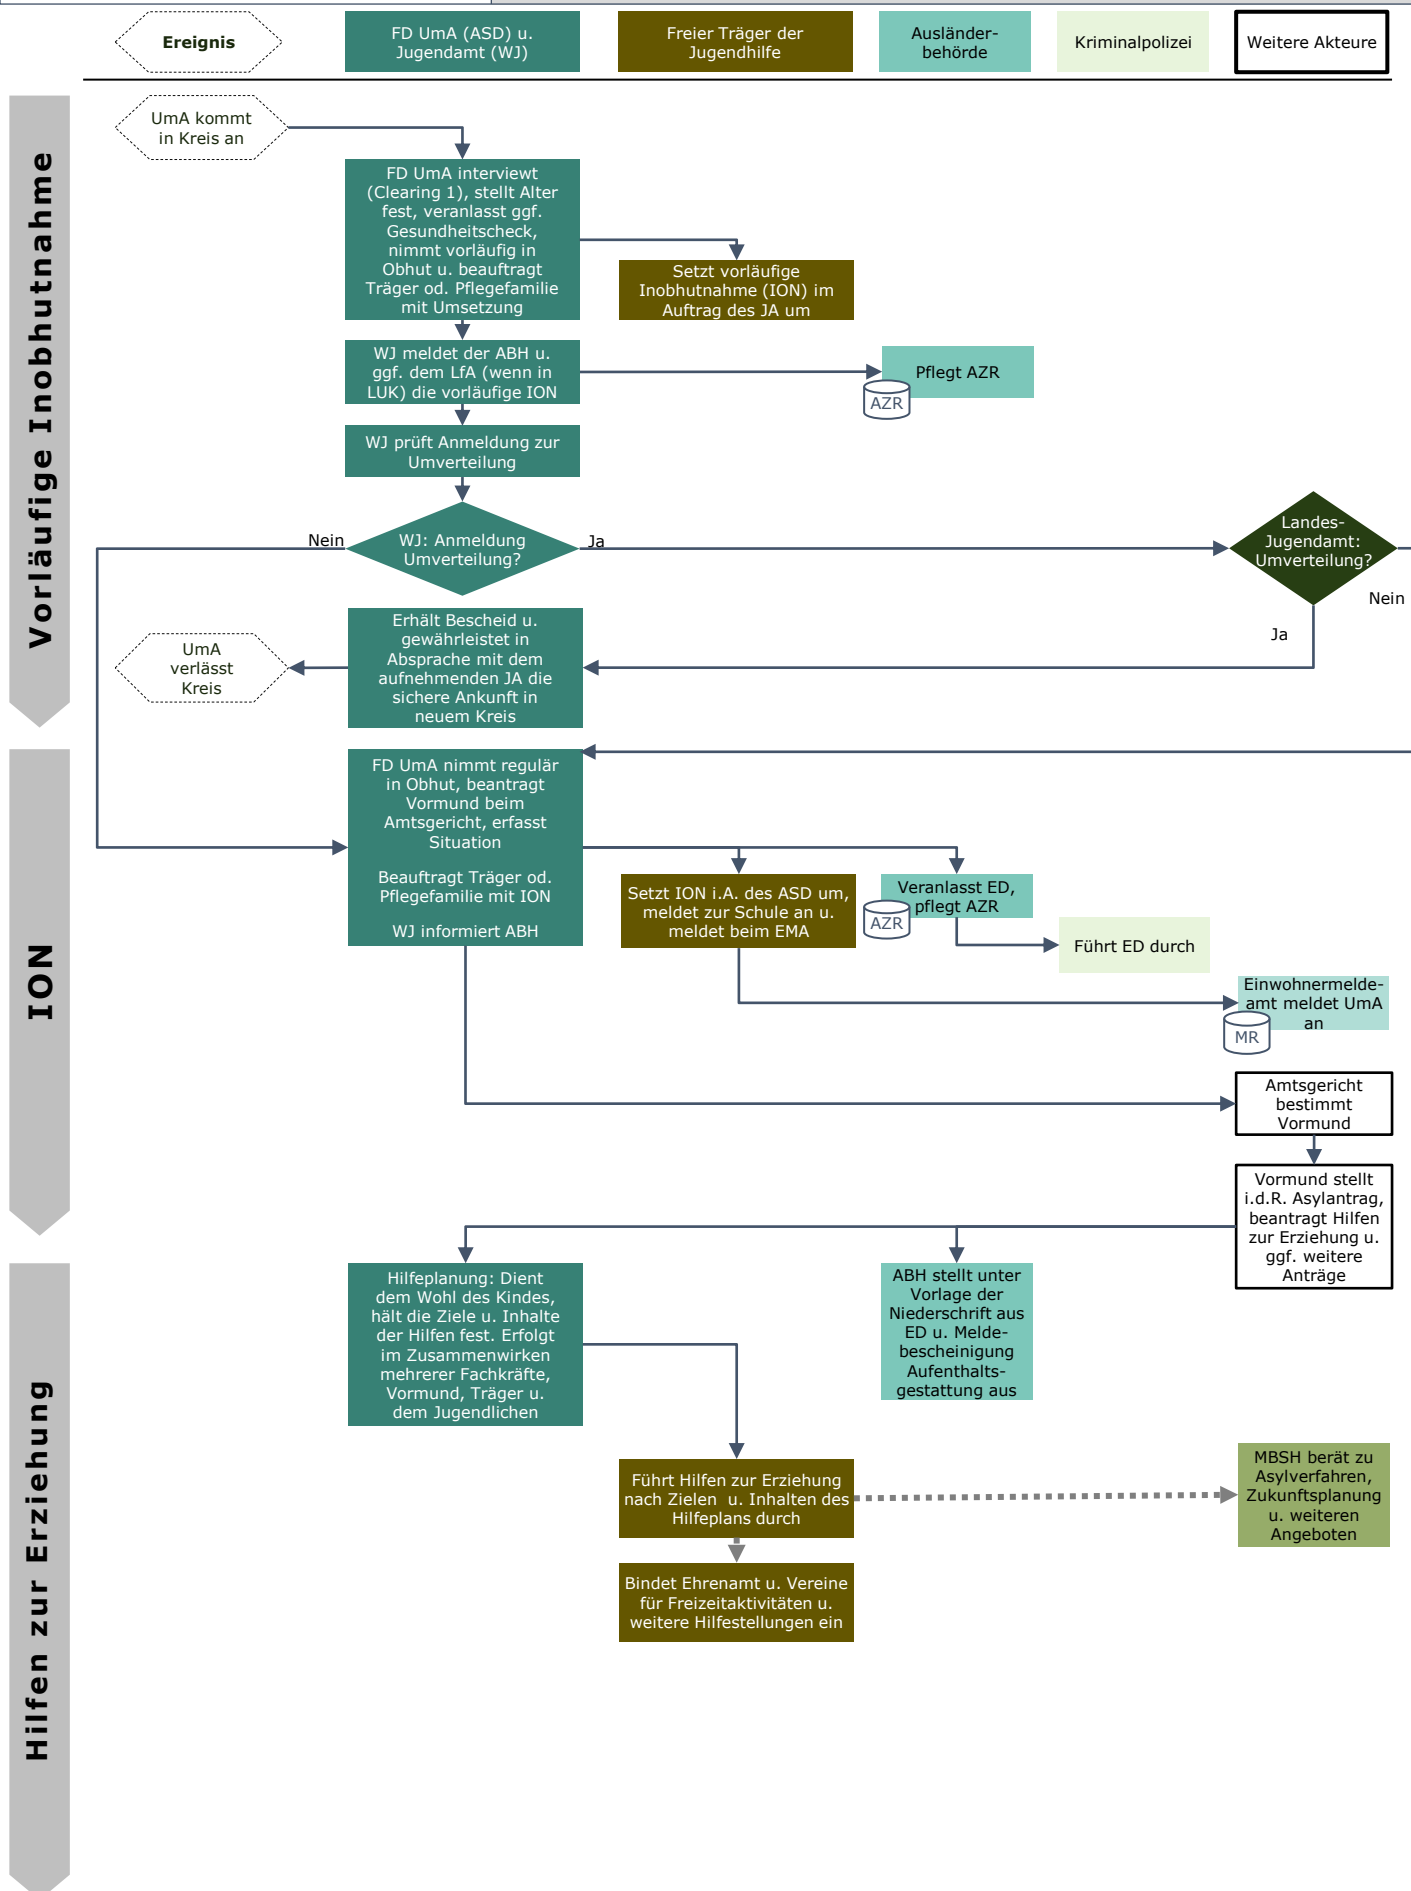 Ereignis
FD UmA (ASD) u.
Jugendamt (WJ)
Freier Träger der
Jugendhilfe
Ausländer-
behörde
Kriminalpolizei
Weitere Akteure
Vorläufige Inobhutnahme
UmA kommt
in Kreis an
FD UmA interviewt
(Clearing 1), stellt Alter
fest, veranlasst ggf.
Gesundheitscheck,
nimmt vorläufig in
Obhut u. beauftragt
Träger od. Pflegefamilie
mit Umsetzung
Setzt vorläufige
Inobhutnahme (ION) im
Auftrag des JA um
WJ meldet der ABH u.
ggf. dem LfA (wenn in
LUK) die vorläufige ION
Pflegt AZR
AZR
WJ prüft Anmeldung zur
Umverteilung
Nein
WJ: Anmeldung
Umverteilung?
Ja
Landes-
Jugendamt:
Umverteilung?
Nein
Ja
Erhält Bescheid u.
gewährleistet in
Absprache mit dem
aufnehmenden JA die
sichere Ankunft in
neuem Kreis
UmA
verlässt
Kreis
ION
FD UmA nimmt regulär
in Obhut, beantragt
Vormund beim
Amtsgericht, erfasst
Situation
Beauftragt Träger od.
Pflegefamilie mit ION
WJ informiert ABH
Setzt ION i.A. des ASD um,
meldet zur Schule an u.
meldet beim EMA
Veranlasst ED,
pflegt AZR
AZR
Führt ED durch
Einwohnermelde-
amt meldet UmA
an
MR
Amtsgericht
bestimmt
Vormund
Vormund stellt
i.d.R. Asylantrag,
beantragt Hilfen
zur Erziehung u.
ggf. weitere
Anträge
Hilfen zur Erziehung
Hilfeplanung: Dient
dem Wohl des Kindes,
hält die Ziele u. Inhalte
der Hilfen fest. Erfolgt
im Zusammenwirken
mehrerer Fachkräfte,
Vormund, Träger u.
dem Jugendlichen
ABH stellt unter
Vorlage der
Niederschrift aus
ED u. Melde-
bescheinigung
Aufenthalts-
gestattung aus
Führt Hilfen zur Erziehung
nach Zielen u. Inhalten des
Hilfeplans durch
MBSH berät zu
Asylverfahren,
Zukunftsplanung
u. weiteren
Angeboten
Bindet Ehrenamt u. Vereine
für Freizeitaktivitäten u.
weitere Hilfestellungen ein